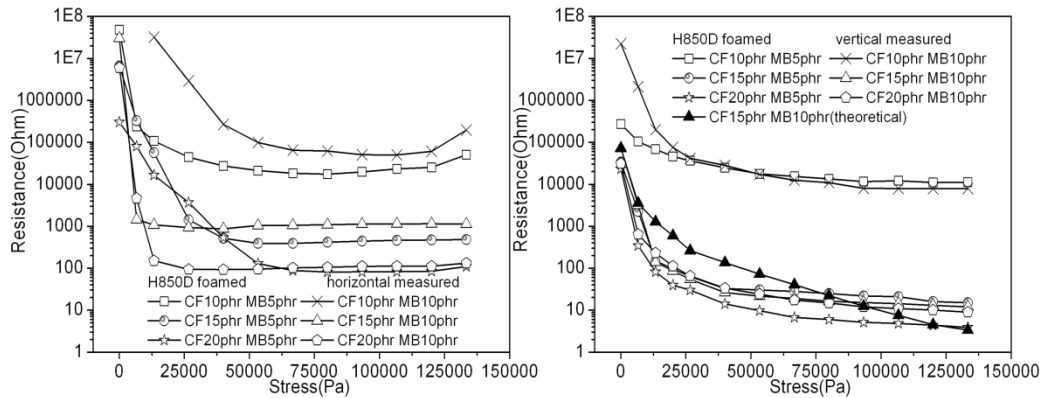 1E8
1E7
1000000
100000
10000
1000
100
10
1
Resistance(Ohm)
H850D foamed horizontal measured
CF10phr MB5phr CF10phr MB10phr
CF15phr MB5phr CF15phr MB10phr
CF20phr MB5phr CF20phr MB10phr
0 25000 50000 75000 100000 125000 150000
Stress(Pa)
1E8
1E7
1000000
100000
10000
1000
100
10
1
Resistance(Ohm)
H850D foamed vertical measured
CF10phr MB5phr CF10phr MB10phr
CF15phr MB5phr CF15phr MB10phr
CF20phr MB5phr CF20phr MB10phr
CF15phr MB10phr(theoretical)
0 25000 50000 75000 100000 125000 150000
Stress(Pa)